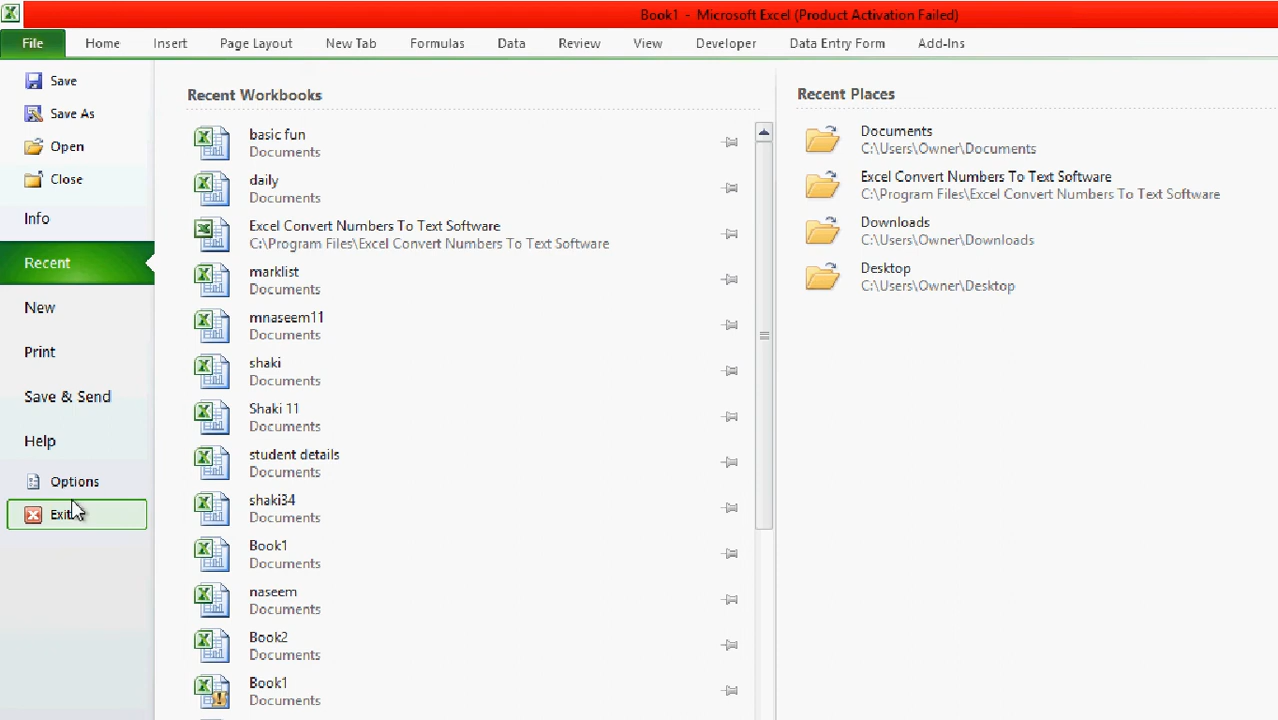 Book1 - Microsoft Excel (Product Activation Failed)
File Home Insert Page Layout New Tab Formulas Data Review View Developer Data Entry Form Add-Ins
Save
Save As
Open
Close
Info
Recent
New
Print
Save & Send
Help
Options
Exit
Recent Workbooks
basic fun
Documents
daily
Documents
Excel Convert Numbers To Text Software
C:\Program Files\Excel Convert Numbers To Text Software
marklist
Documents
mnaseem11
Documents
shaki
Documents
Shaki 11
Documents
student details
Documents
shaki34
Documents
Book1
Documents
naseem
Documents
Book2
Documents
Book1
Documents
Recent Places
Documents
C:\Users\Owner\Documents
Excel Convert Numbers To Text Software
C:\Program Files\Excel Convert Numbers To Text Software
Downloads
C:\Users\Owner\Downloads
Desktop
C:\Users\Owner\Desktop